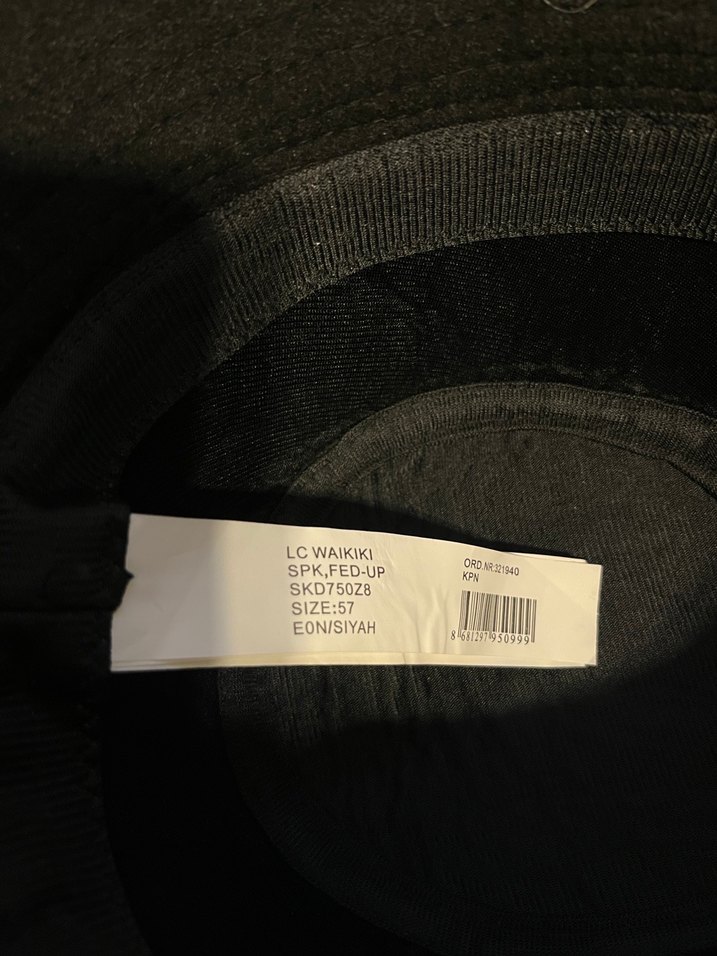 LC WAIKIKI
SPK,FED-UP
SKD750Z8
SIZE:57
E0N/SIYAH
ORD.NR:321940
KPN
8 681297 950999